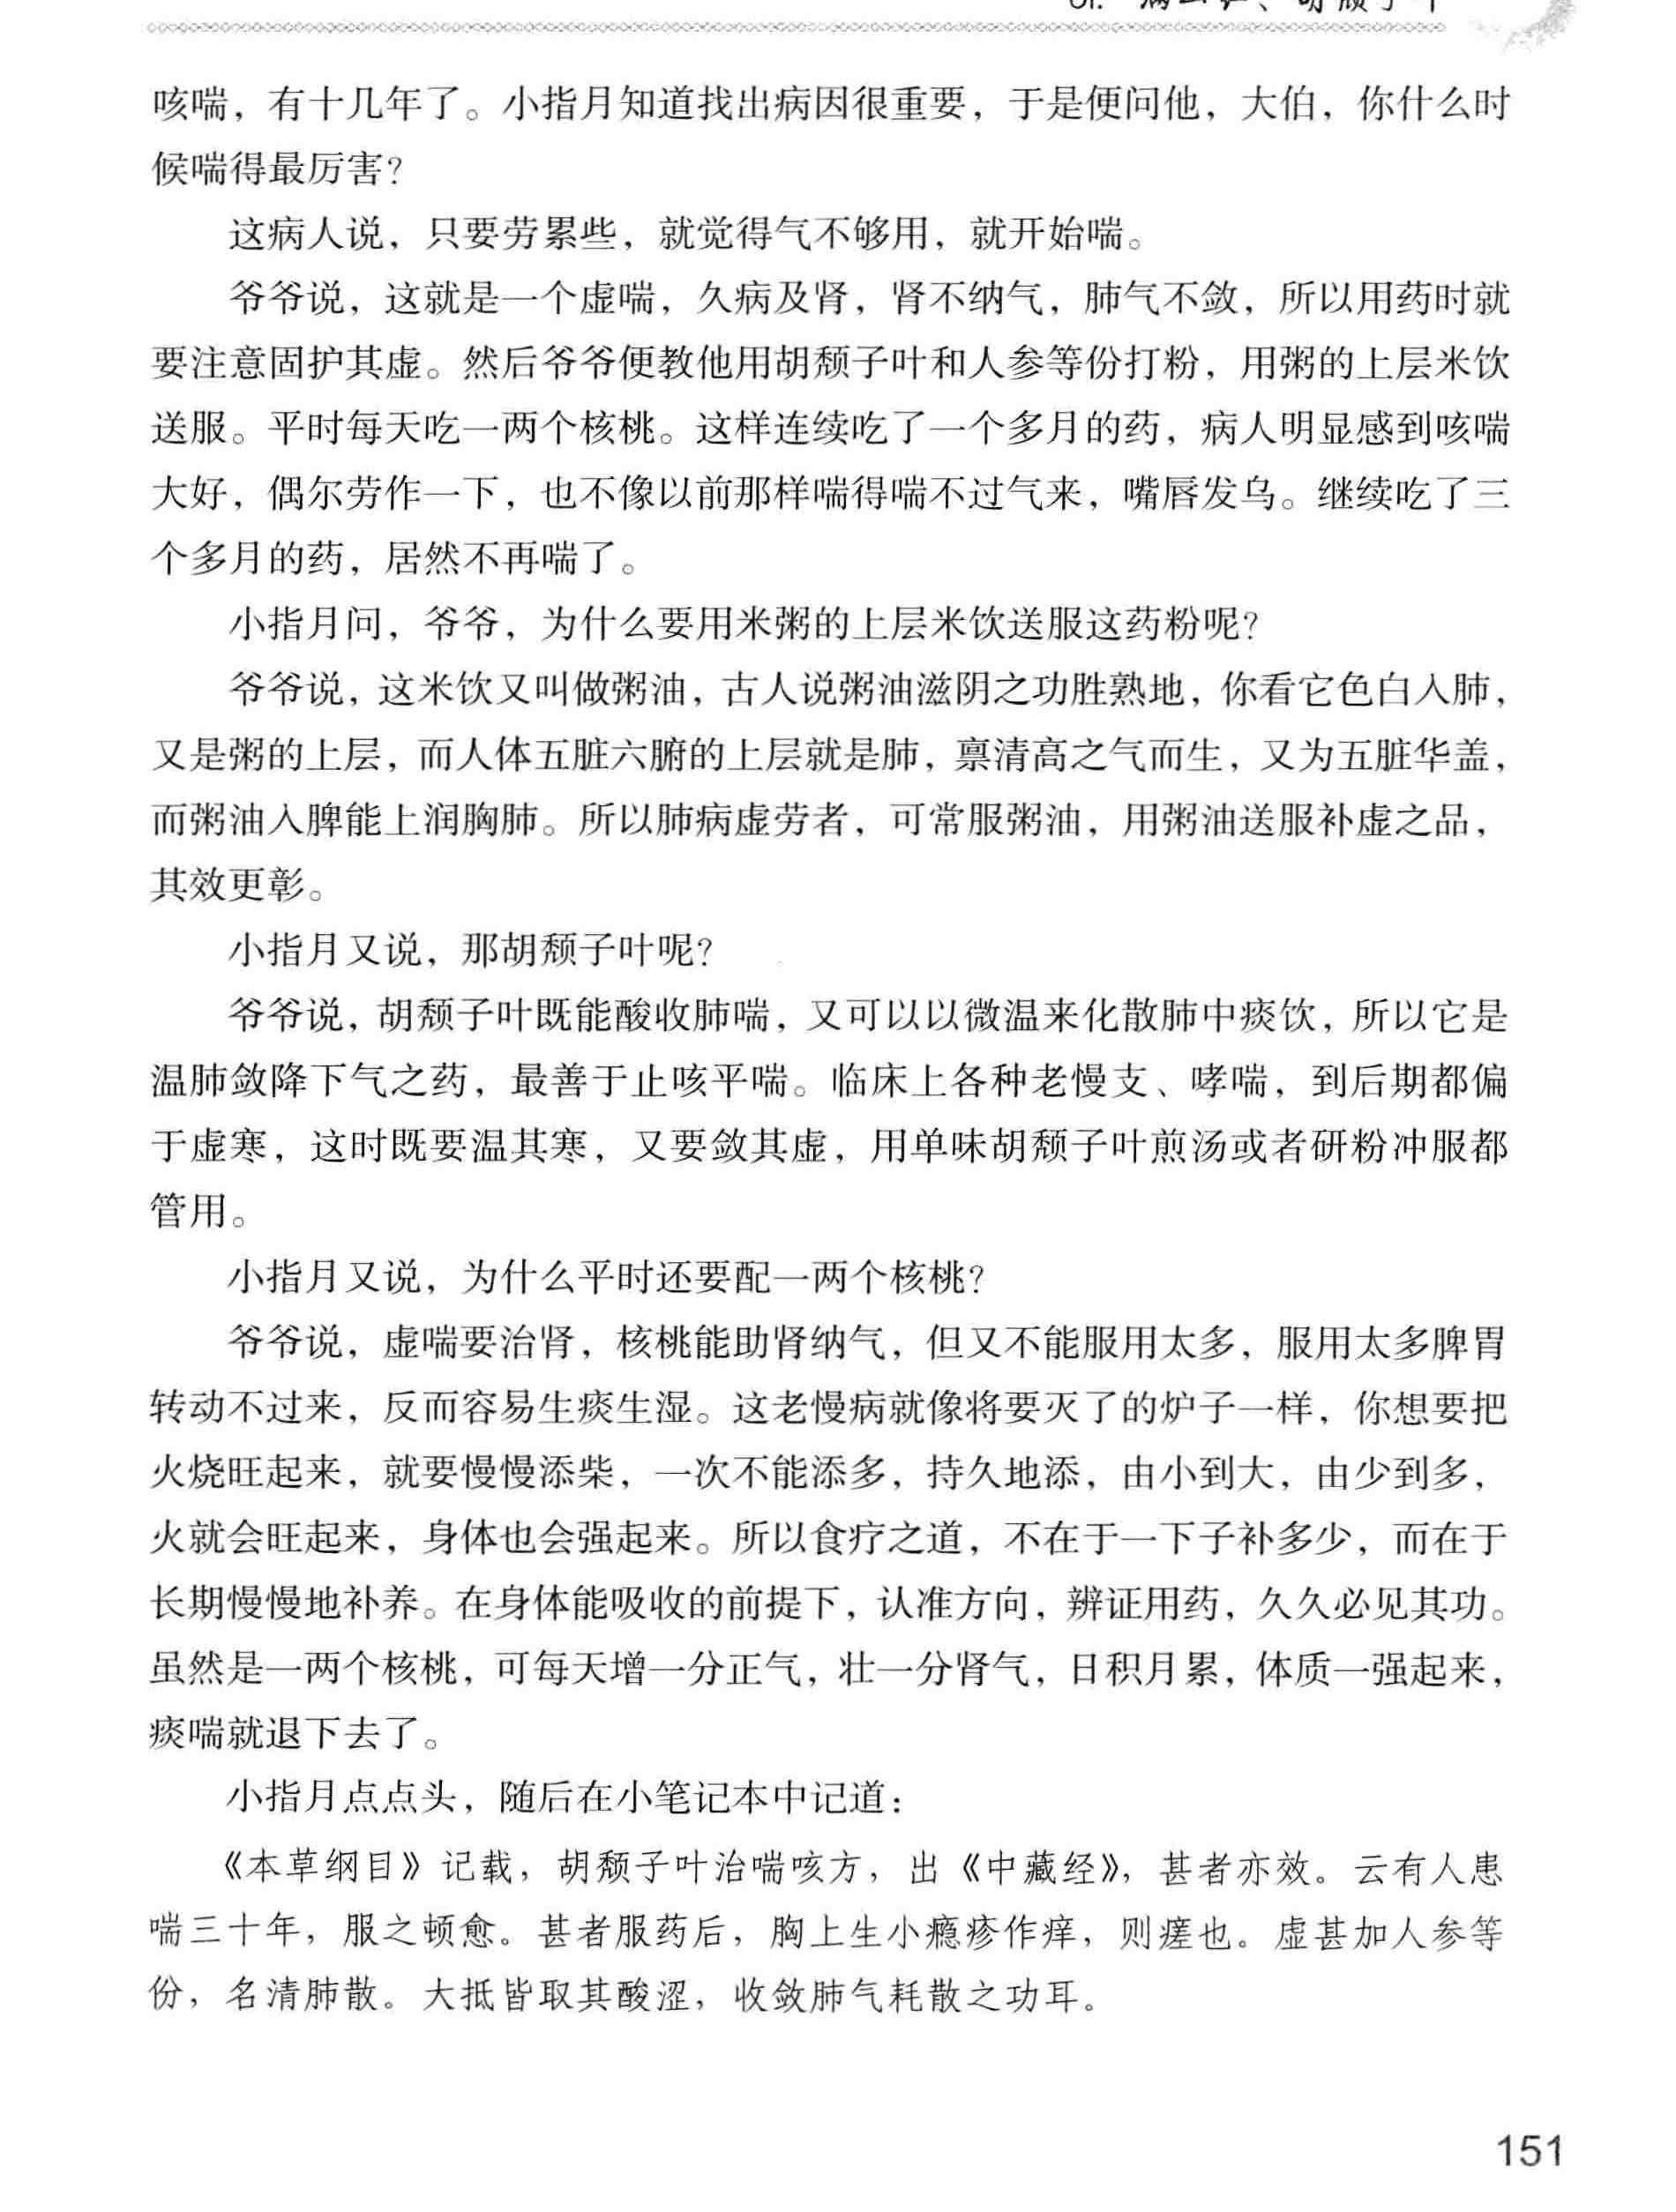 咳喘，有十几年了。小指月知道找出病因很重要，于是便问他，大伯，你什么时
候喘得最厉害？
这病人说，只要劳累些，就觉得气不够用，就开始喘。
爷爷说，这就是一个虚喘，久病及肾，肾不纳气，肺气不敛，所以用药时就
要注意固护其虚。然后爷爷便教他用胡颓子叶和人参等份打粉，用粥的上层米饮
送服。平时每天吃一两个核桃。这样连续吃了一个多月的药，病人明显感到咳喘
大好，偶尔劳作一下，也不像以前那样喘得喘不过气来，嘴唇发乌。继续吃了三
个多月的药，居然不再喘了。
小指月问，爷爷，为什么要用米粥的上层米饮送服这药粉呢？
爷爷说，这米饮又叫做粥油，古人说粥油滋阴之功胜熟地，你看它色白入肺，
又是粥的上层，而人体五脏六腑的上层就是肺，禀清高之气而生，又为五脏华盖，
而粥油入脾能上润胸肺。所以肺病虚劳者，可常服粥油，用粥油送服补虚之品，
其效更彰。
小指月又说，那胡颓子叶呢？
爷爷说，胡颓子叶既能酸收肺喘，又可以以微温来化散肺中痰饮，所以它是
温肺敛降下气之药，最善于止咳平喘。临床上各种老慢支、哮喘，到后期都偏
于虚寒，这时既要温其寒，又要敛其虚，用单味胡颓子叶煎汤或者研粉冲服都
管用。
小指月又说，为什么平时还要配一两个核桃？
爷爷说，虚喘要治肾，核桃能助肾纳气，但又不能服用太多，服用太多脾胃
转动不过来，反而容易生痰生湿。这老慢病就像将要灭了的炉子一样，你想要把
火烧旺起来，就要慢慢添柴，一次不能添多，持久地添，由小到大，由少到多，
火就会旺起来，身体也会强起来。所以食疗之道，不在于一下子补多少，而在于
长期慢慢地补养。在身体能吸收的前提下，认准方向，辨证用药，久久必见其功。
虽然是一两个核桃，可每天增一分正气，壮一分肾气，日积月累，体质一强起来，
痰喘就退下去了。
小指月点点头，随后在小笔记本中记道：
《本草纲目》记载，胡颓子叶治喘咳方，出《中藏经》，甚者亦效。云有人患
喘三十年，服之顿愈。甚者服药后，胸上生小瘾疹作痒，则瘥也。虚甚加人参等
份，名清肺散。大抵皆取其酸涩，收敛肺气耗散之功耳。
151